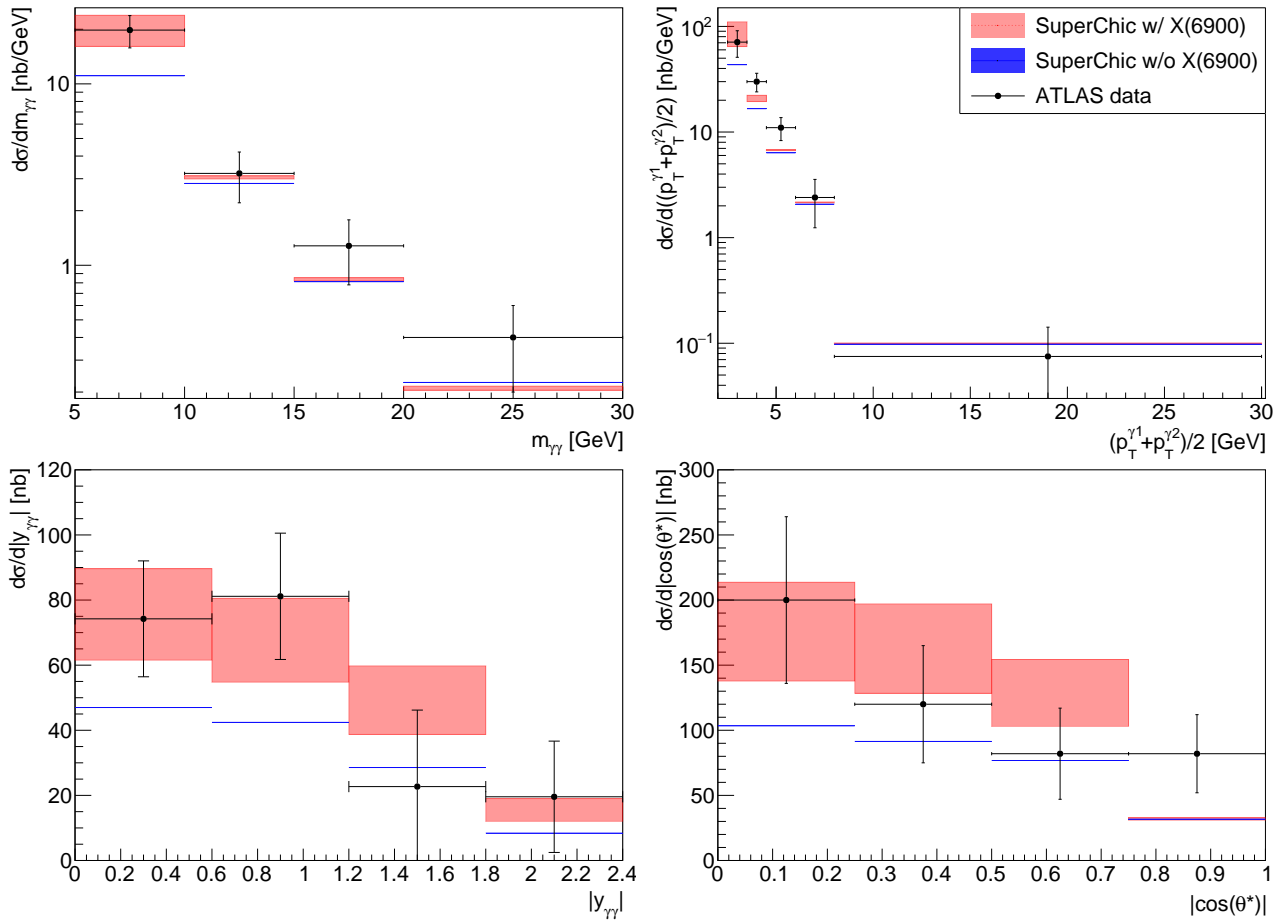 dσ/dm_γγ [nb/GeV]
10
1
5 10 15 20 25 30
m_γγ [GeV]
dσ/d((p_T^γ1+p_T^γ2)/2) [nb/GeV]
10^2
10
1
10^−1
5 10 15 20 25 30
(p_T^γ1+p_T^γ2)/2 [GeV]
SuperChic w/ X(6900)
SuperChic w/o X(6900)
ATLAS data
dσ/d|y_γγ| [nb]
120
100
80
60
40
20
0
0 0.2 0.4 0.6 0.8 1 1.2 1.4 1.6 1.8 2 2.2 2.4
|y_γγ|
dσ/d|cos(θ*)| [nb]
300
250
200
150
100
50
0
0 0.1 0.2 0.3 0.4 0.5 0.6 0.7 0.8 0.9 1
|cos(θ*)|